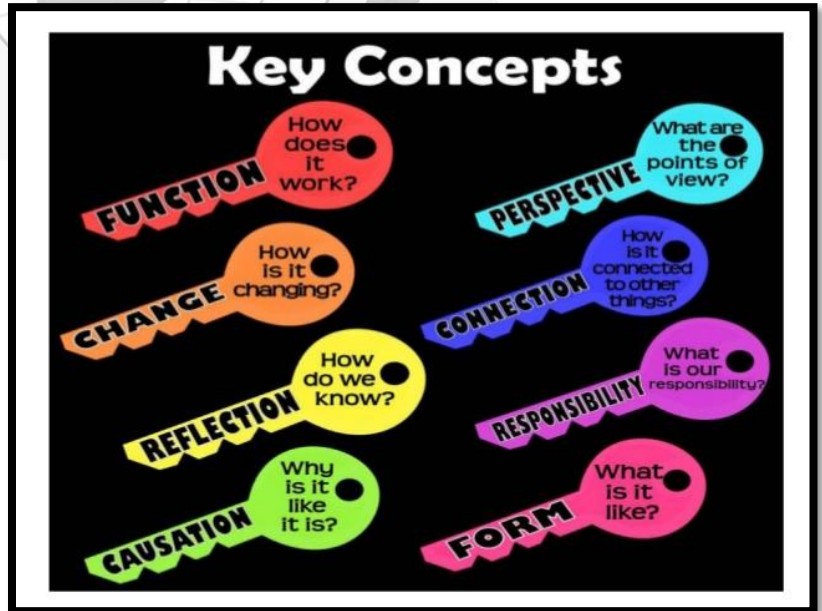 Key Concepts
How
does
it
work?
FUNCTION
What are
the
points of
view?
PERSPECTIVE
How
is it
changing?
CHANGE
How
is it
connected
to other
things?
CONNECTION
How
do we
know?
REFLECTION
What
is our
responsibility?
RESPONSIBILITY
Why
is it
like
it is?
CAUSATION
What
is it
like?
FORM